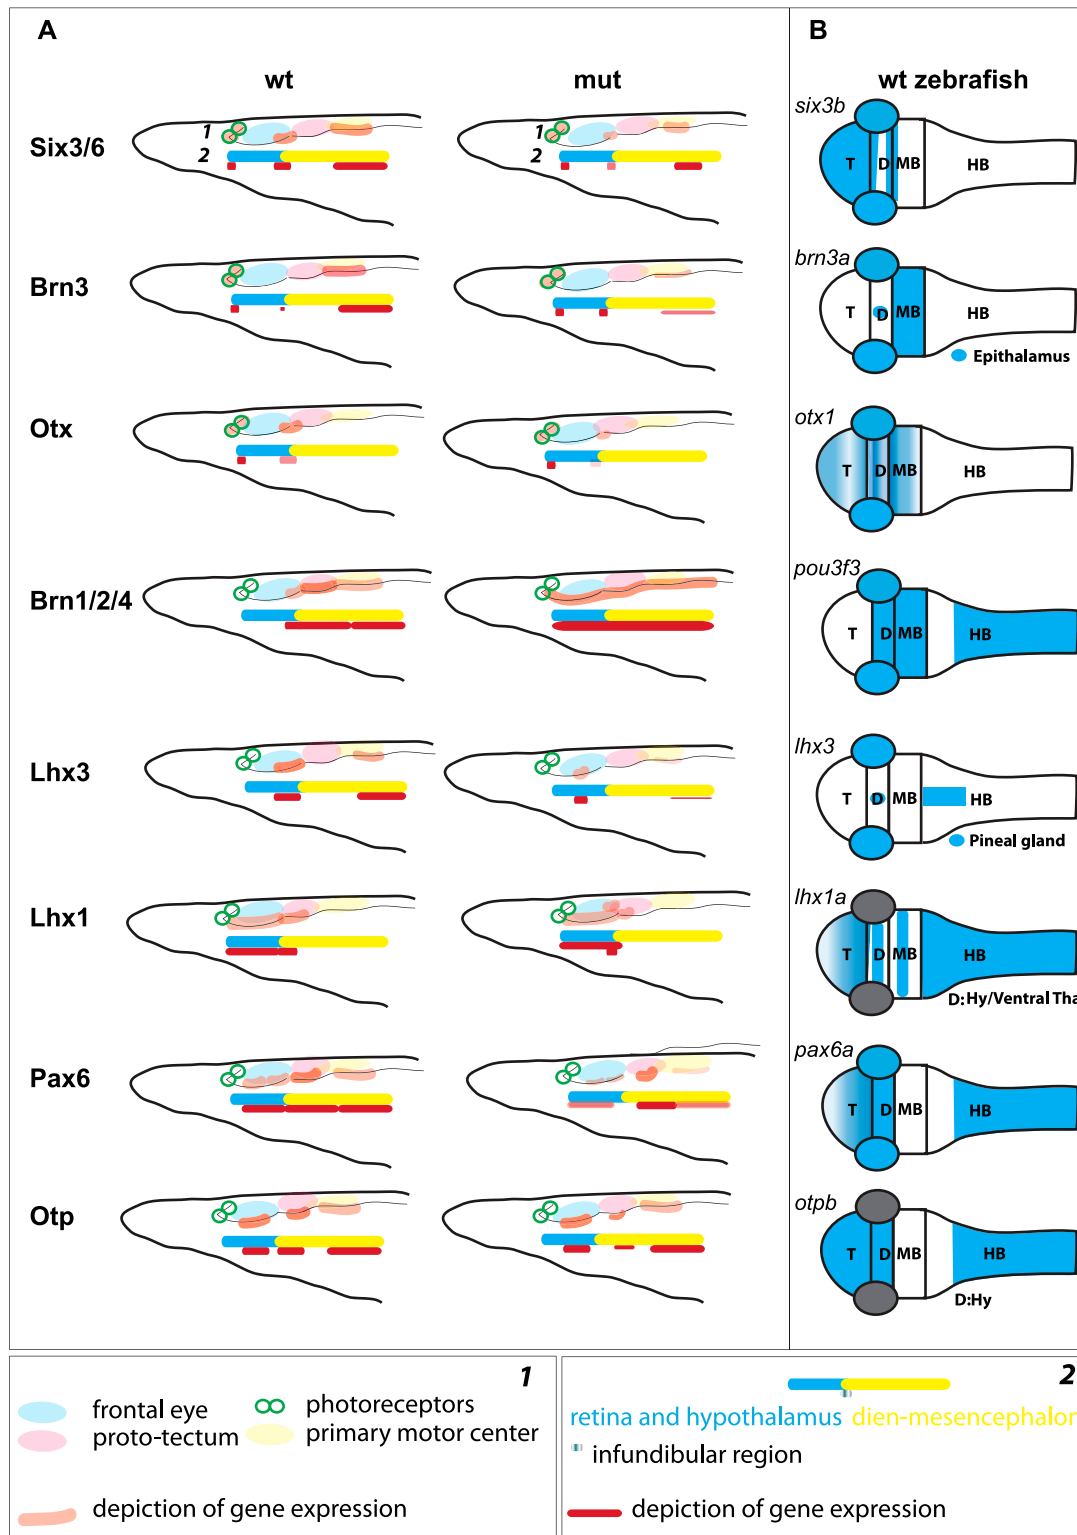 A
B
wt
mut
wt zebrafish
Six3/6
1
2
1
2
six3b
T
D
MB
HB
Brn3
brn3a
T
D
MB
HB
Epithalamus
Otx
otx1
T
D
MB
HB
Brn1/2/4
pou3f3
T
D
MB
HB
Lhx3
lhx3
T
D
MB
HB
Pineal gland
Lhx1
lhx1a
T
D
MB
HB
D:Hy/Ventral Tha
Pax6
pax6a
T
D
MB
HB
Otp
otpb
T
D
MB
HB
D:Hy
1
frontal eye
photoreceptors
proto-tectum
primary motor center
depiction of gene expression
2
retina and hypothalamus
dien-mesencephalon
infundibular region
depiction of gene expression